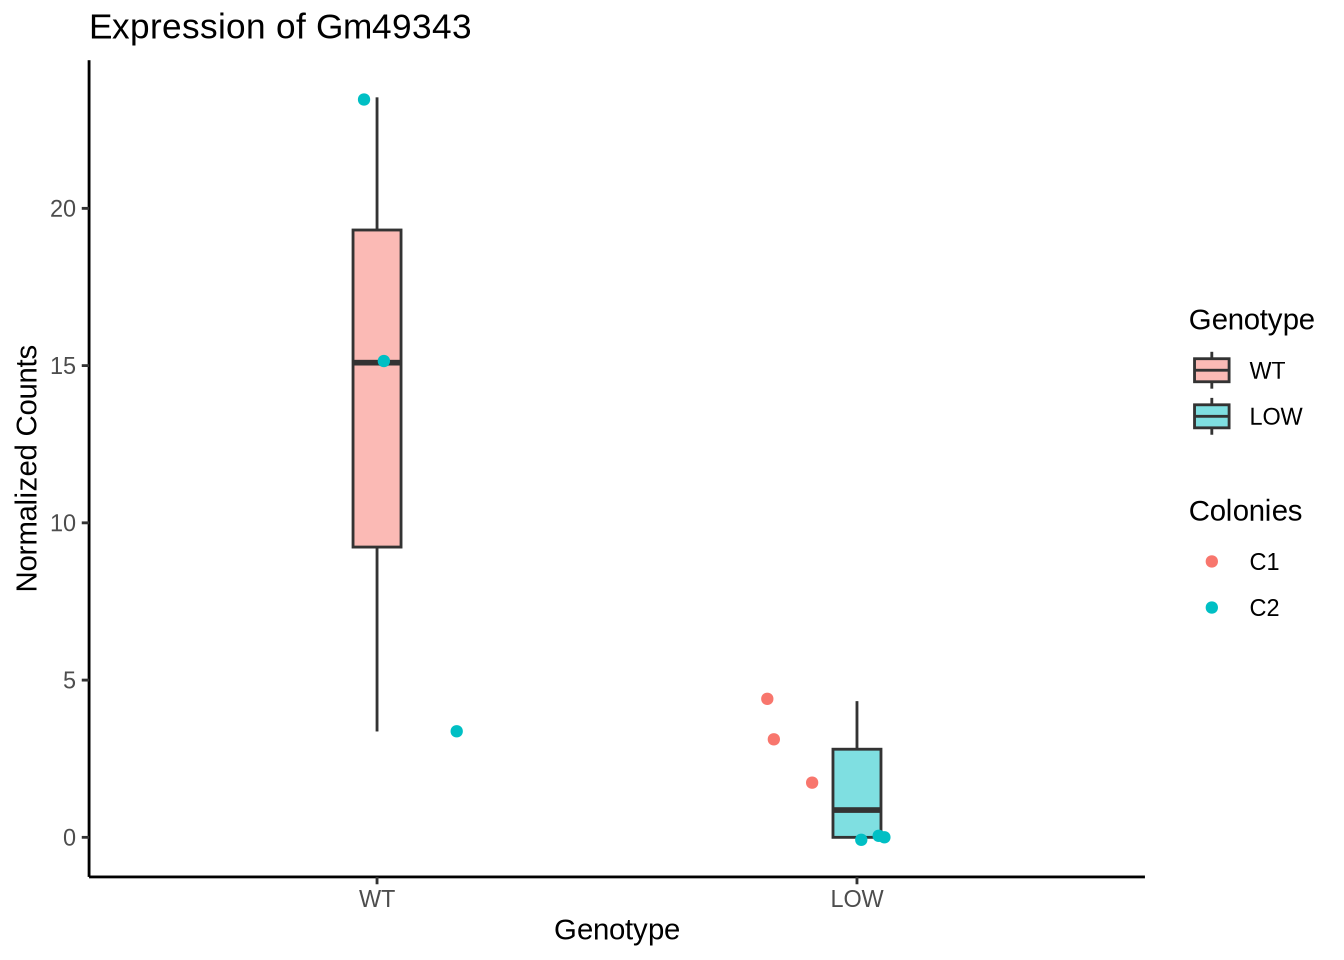 Expression of Gm49343
Normalized Counts
20
15
10
5
0
WT
LOW
Genotype
Genotype
WT
LOW
Colonies
C1
C2